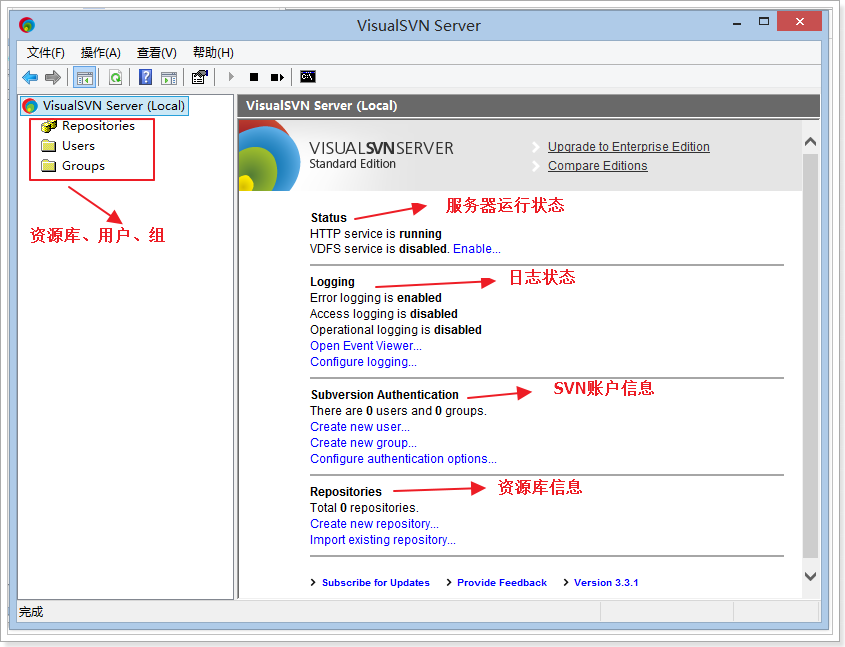 VisualSVN Server
文件(F) 操作(A) 查看(V) 帮助(H)
VisualSVN Server (Local)
Repositories
Users
Groups
资源库、用户、组
VisualSVN Server (Local)
VISUALSVNSERVER
Standard Edition
Upgrade to Enterprise Edition
Compare Editions
Status
服务器运行状态
HTTP service is running
VDFS service is disabled. Enable...
Logging
日志状态
Error logging is enabled
Access logging is disabled
Operational logging is disabled
Open Event Viewer...
Configure logging...
Subversion Authentication
SVN账户信息
There are 0 users and 0 groups.
Create new user...
Create new group...
Configure authentication options...
Repositories
资源库信息
Total 0 repositories.
Create new repository...
Import existing repository...
Subscribe for Updates Provide Feedback Version 3.3.1
完成